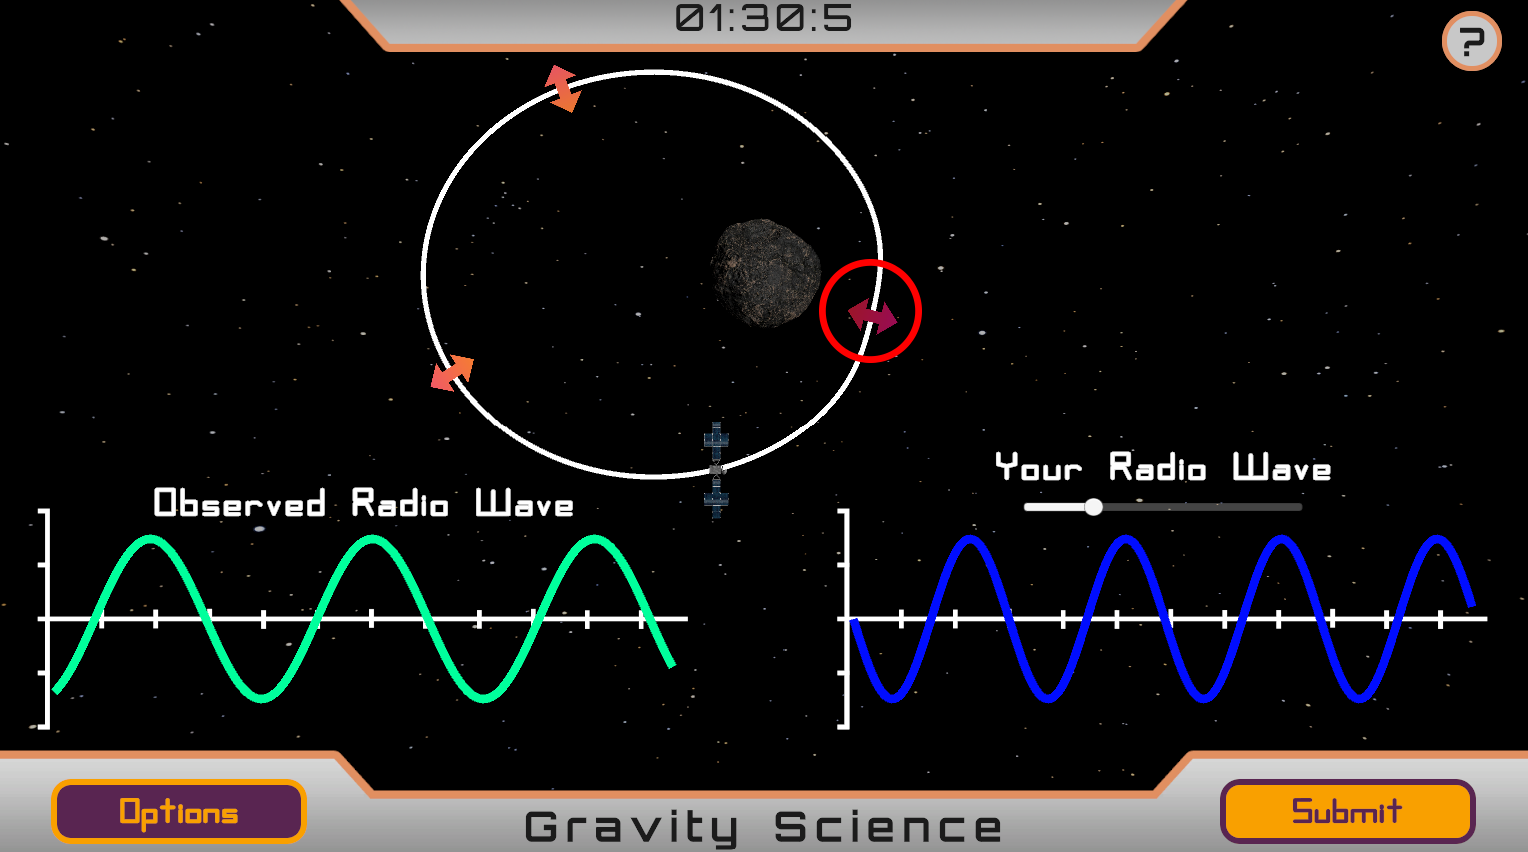 01:30:5
?
Observed Radio Wave
Your Radio Wave
Options
Gravity Science
Submit